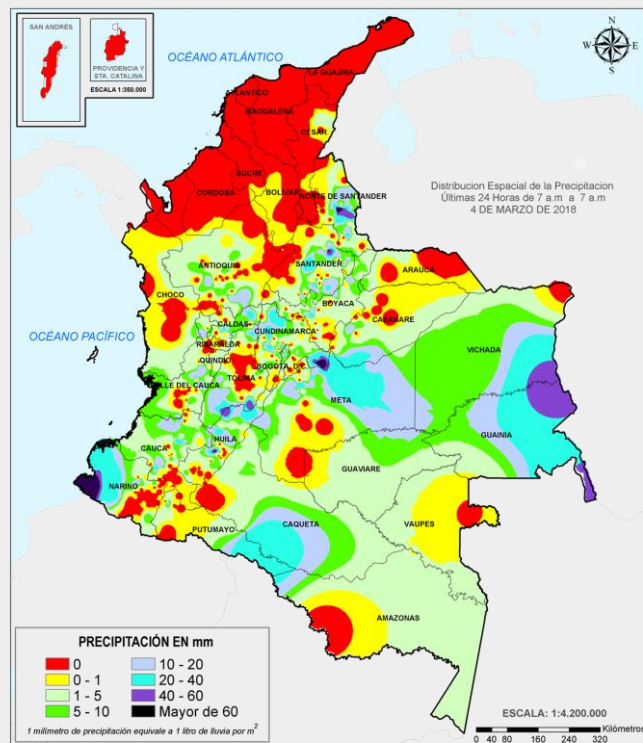 SAN ANDRÉS
PROVIDENCIA Y
STA. CATALINA
ESCALA 1:350.000
OCÉANO ATLÁNTICO
N
W E
S
LA GUAJIRA
ATLANTICO
MAGDALENA
CESAR
SUCRE
CORDOBA
BOLIVAR
NORTE DE SANTANDER
Distribucion Espacial de la Precipitacion
Últimas 24 Horas de 7 a.m a 7 a.m
4 DE MARZO DE 2018
ANTIOQUIA
SANTANDER
ARAUCA
CHOCO
BOYACA
CASANARE
CALDAS
CUNDINAMARCA
OCÉANO PACÍFICO
RISARALDA
VICHADA
QUINDIO
BOGOTA, D.C.
TOLIMA
VALLE DEL CAUCA
META
GUAINIA
HUILA
CAUCA
GUAVIARE
NARIÑO
CAQUETA
VAUPES
PUTUMAYO
AMAZONAS
PRECIPITACIÓN EN mm
0 10 - 20
0 - 1 20 - 40
1 - 5 40 - 60
5 - 10 Mayor de 60
1 milimetro de precipitación equivale a 1 litro de lluvia por m²
ESCALA: 1:4.200.000
Kilómetros
0 40 80 160 240 320